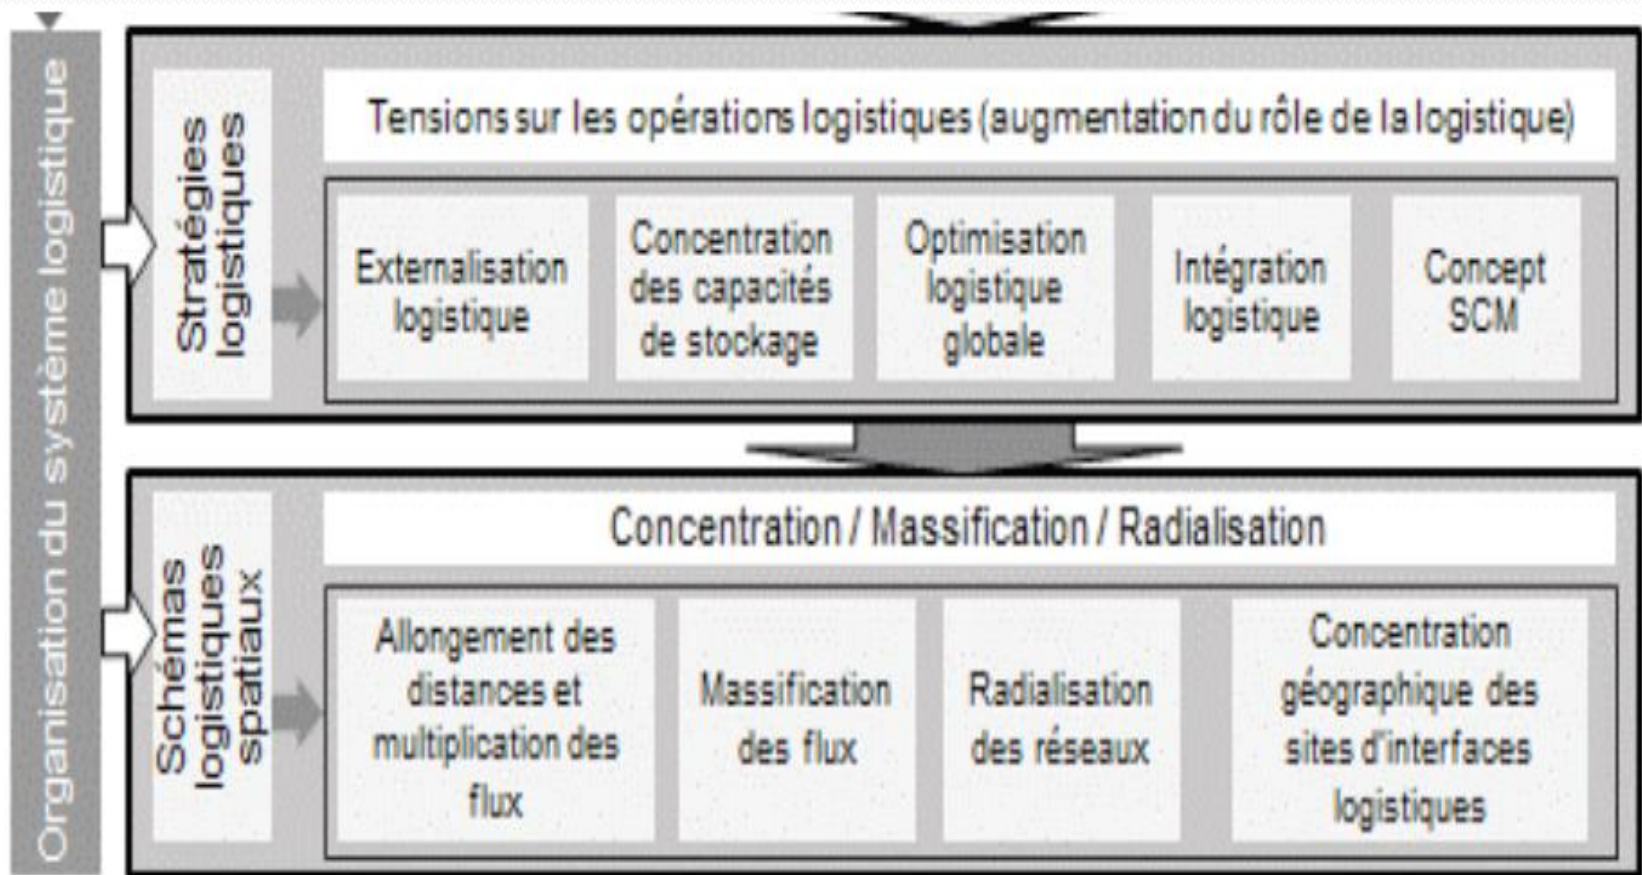 Organisation du système logistique
Stratégies
logistiques
Tensions sur les opérations logistiques (augmentation du rôle de la logistique)
Externalisation
logistique
Concentration
des capacités
de stockage
Optimisation
logistique
globale
Intégration
logistique
Concept
SCM
Schémas
logistiques
spatiaux
Concentration / Massification / Radialisation
Allongement des
distances et
multiplication des
flux
Massification
des flux
Radialisation
des réseaux
Concentration
géographique des
sites d'interfaces
logistiques